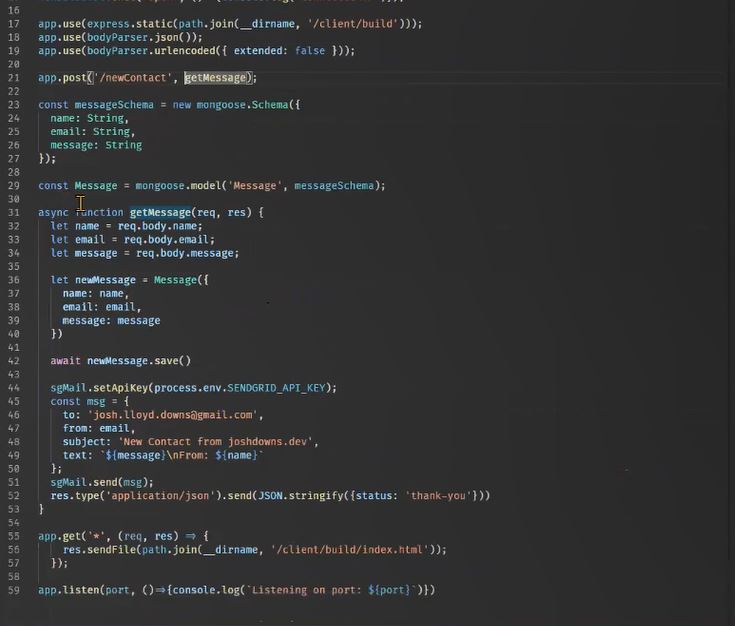 16
17 app.use(express.static(path.join(__dirname, '/client/build')));
18 app.use(bodyParser.json());
19 app.use(bodyParser.urlencoded({ extended: false }));
20
21 app.post('/newContact', getMessage);
22
23 const messageSchema = new mongoose.Schema({
24   name: String,
25   email: String,
26   message: String
27 });
28
29 const Message = mongoose.model('Message', messageSchema);
30
31 async function getMessage(req, res) {
32   let name = req.body.name;
33   let email = req.body.email;
34   let message = req.body.message;
35
36   let newMessage = Message({
37     name: name,
38     email: email,
39     message: message
40   })
41
42   await newMessage.save()
43
44   sgMail.setApiKey(process.env.SENDGRID_API_KEY);
45   const msg = {
46     to: 'josh.lloyd.downs@gmail.com',
47     from: email,
48     subject: 'New Contact from joshdowns.dev',
49     text: `${message}\nFrom: ${name}`
50   };
51   sgMail.send(msg);
52   res.type('application/json').send(JSON.stringify({status: 'thank-you'}))
53 }
54
55 app.get('*', (req, res) => {
56     res.sendFile(path.join(__dirname, '/client/build/index.html'));
57   });
58
59 app.listen(port, ()=>{console.log(`Listening on port: ${port}`)})